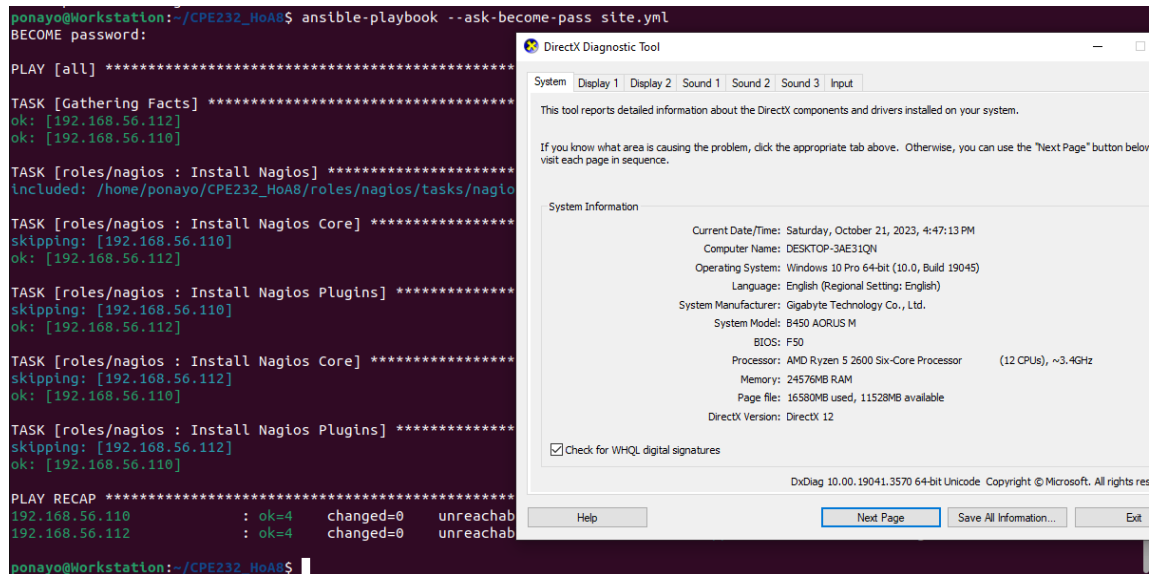 ponayo@Workstation:~/CPE232_HoA8$ ansible-playbook --ask-become-pass site.yml
BECOME password:
PLAY [all] *************************************************
TASK [Gathering Facts] *************************************
ok: [192.168.56.112]
ok: [192.168.56.110]
TASK [roles/nagios : Install Nagios] ***********************
included: /home/ponayo/CPE232_HoA8/roles/nagios/tasks/nagio
TASK [roles/nagios : Install Nagios Core] ******************
skipping: [192.168.56.110]
ok: [192.168.56.112]
TASK [roles/nagios : Install Nagios Plugins] ***************
skipping: [192.168.56.110]
ok: [192.168.56.112]
TASK [roles/nagios : Install Nagios Core] ******************
skipping: [192.168.56.112]
ok: [192.168.56.110]
TASK [roles/nagios : Install Nagios Plugins] ***************
skipping: [192.168.56.112]
ok: [192.168.56.110]
PLAY RECAP *************************************************
192.168.56.110 : ok=4 changed=0 unreachab
192.168.56.112 : ok=4 changed=0 unreachab
ponayo@Workstation:~/CPE232_HoA8$
DirectX Diagnostic Tool
System Display 1 Display 2 Sound 1 Sound 2 Sound 3 Input
This tool reports detailed information about the DirectX components and drivers installed on your system.
If you know what area is causing the problem, click the appropriate tab above. Otherwise, you can use the "Next Page" button below
visit each page in sequence.
System Information
Current Date/Time: Saturday, October 21, 2023, 4:47:13 PM
Computer Name: DESKTOP-3AE31QN
Operating System: Windows 10 Pro 64-bit (10.0, Build 19045)
Language: English (Regional Setting: English)
System Manufacturer: Gigabyte Technology Co., Ltd.
System Model: B450 AORUS M
BIOS: F50
Processor: AMD Ryzen 5 2600 Six-Core Processor (12 CPUs), ~3.4GHz
Memory: 24576MB RAM
Page file: 16580MB used, 11528MB available
DirectX Version: DirectX 12
Check for WHQL digital signatures
DxDiag 10.00.19041.3570 64-bit Unicode Copyright © Microsoft. All rights res
Help Next Page Save All Information... Exit